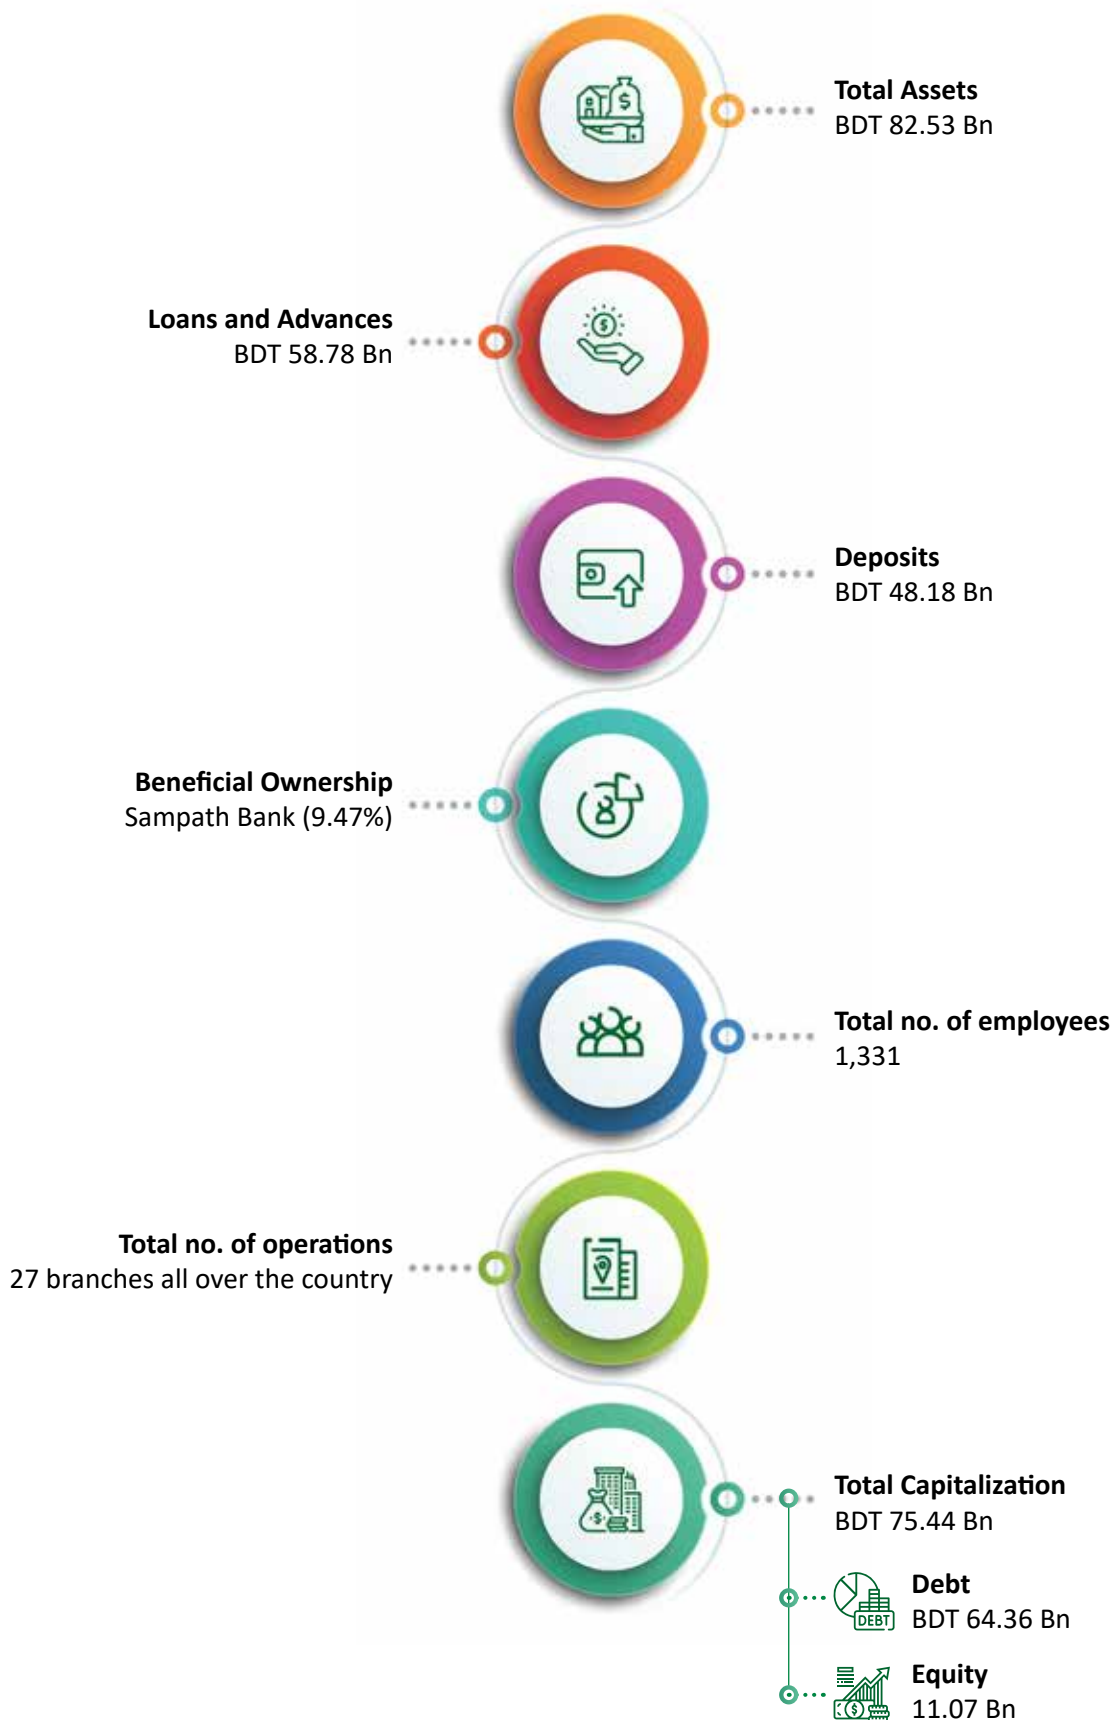 Total Assets
BDT 82.53 Bn
Loans and Advances
BDT 58.78 Bn
Deposits
BDT 48.18 Bn
Beneficial Ownership
Sampath Bank (9.47%)
Total no. of employees
1,331
Total no. of operations
27 branches all over the country
Total Capitalization
BDT 75.44 Bn
Debt
BDT 64.36 Bn
DEBT
Equity
11.07 Bn